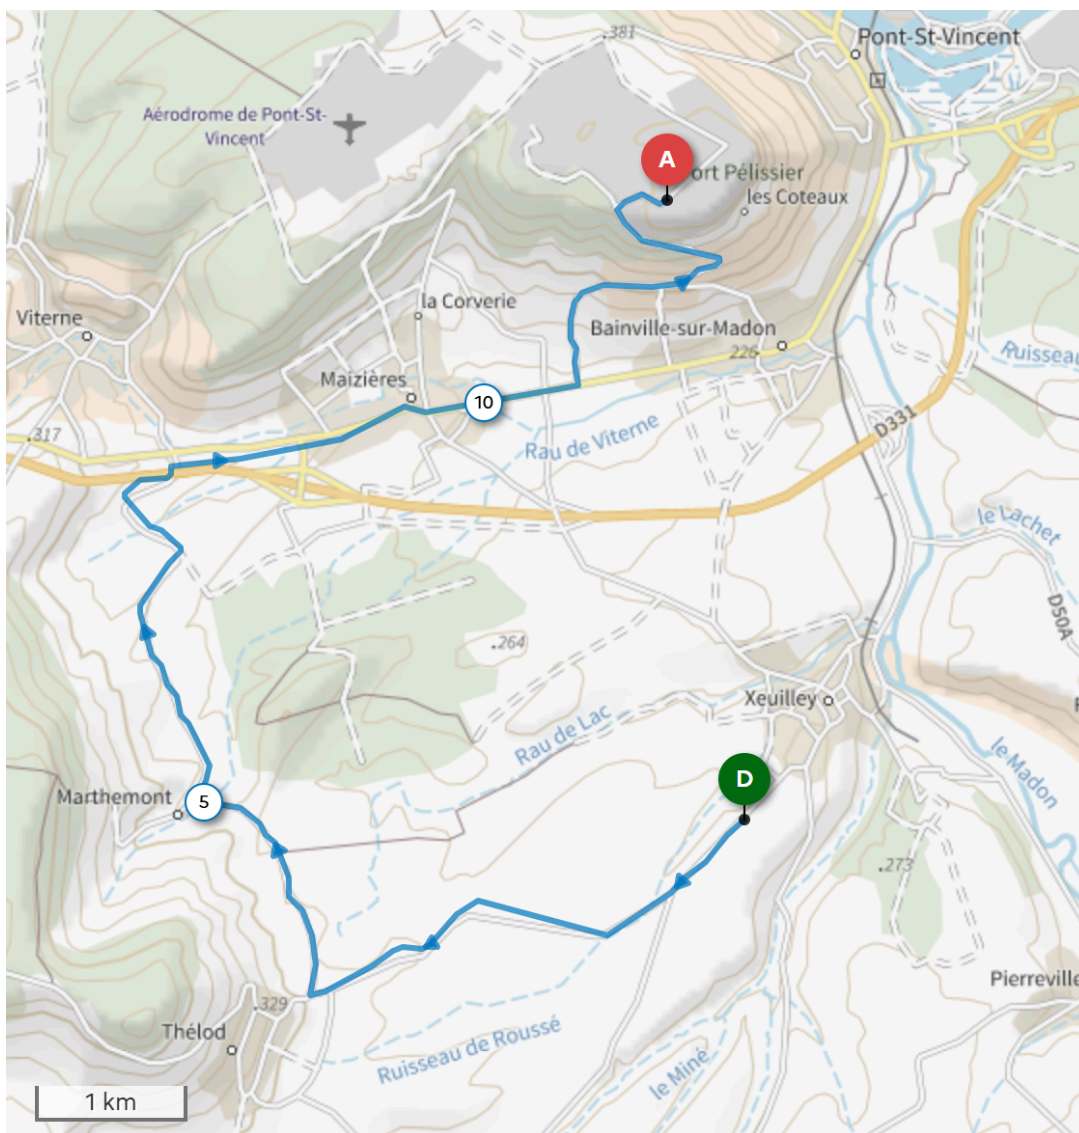 .381
Pont-St-Vincent
Aérodrome de Pont-St-
Vincent
A
ort Pélissier
les Coteaux
la Corverie
Viterne
Bainville-sur-Madon
226
Ruisseau
Maizières
10
.317
Rau de Viterne
D331
le Lachet
D50A
.264
Xeuilley
Rau de Lac
le Madon
D
Marthemont
5
.273
Pierreville
.329
Thélod
Ruisseau de Roussé
le Miné
1 km